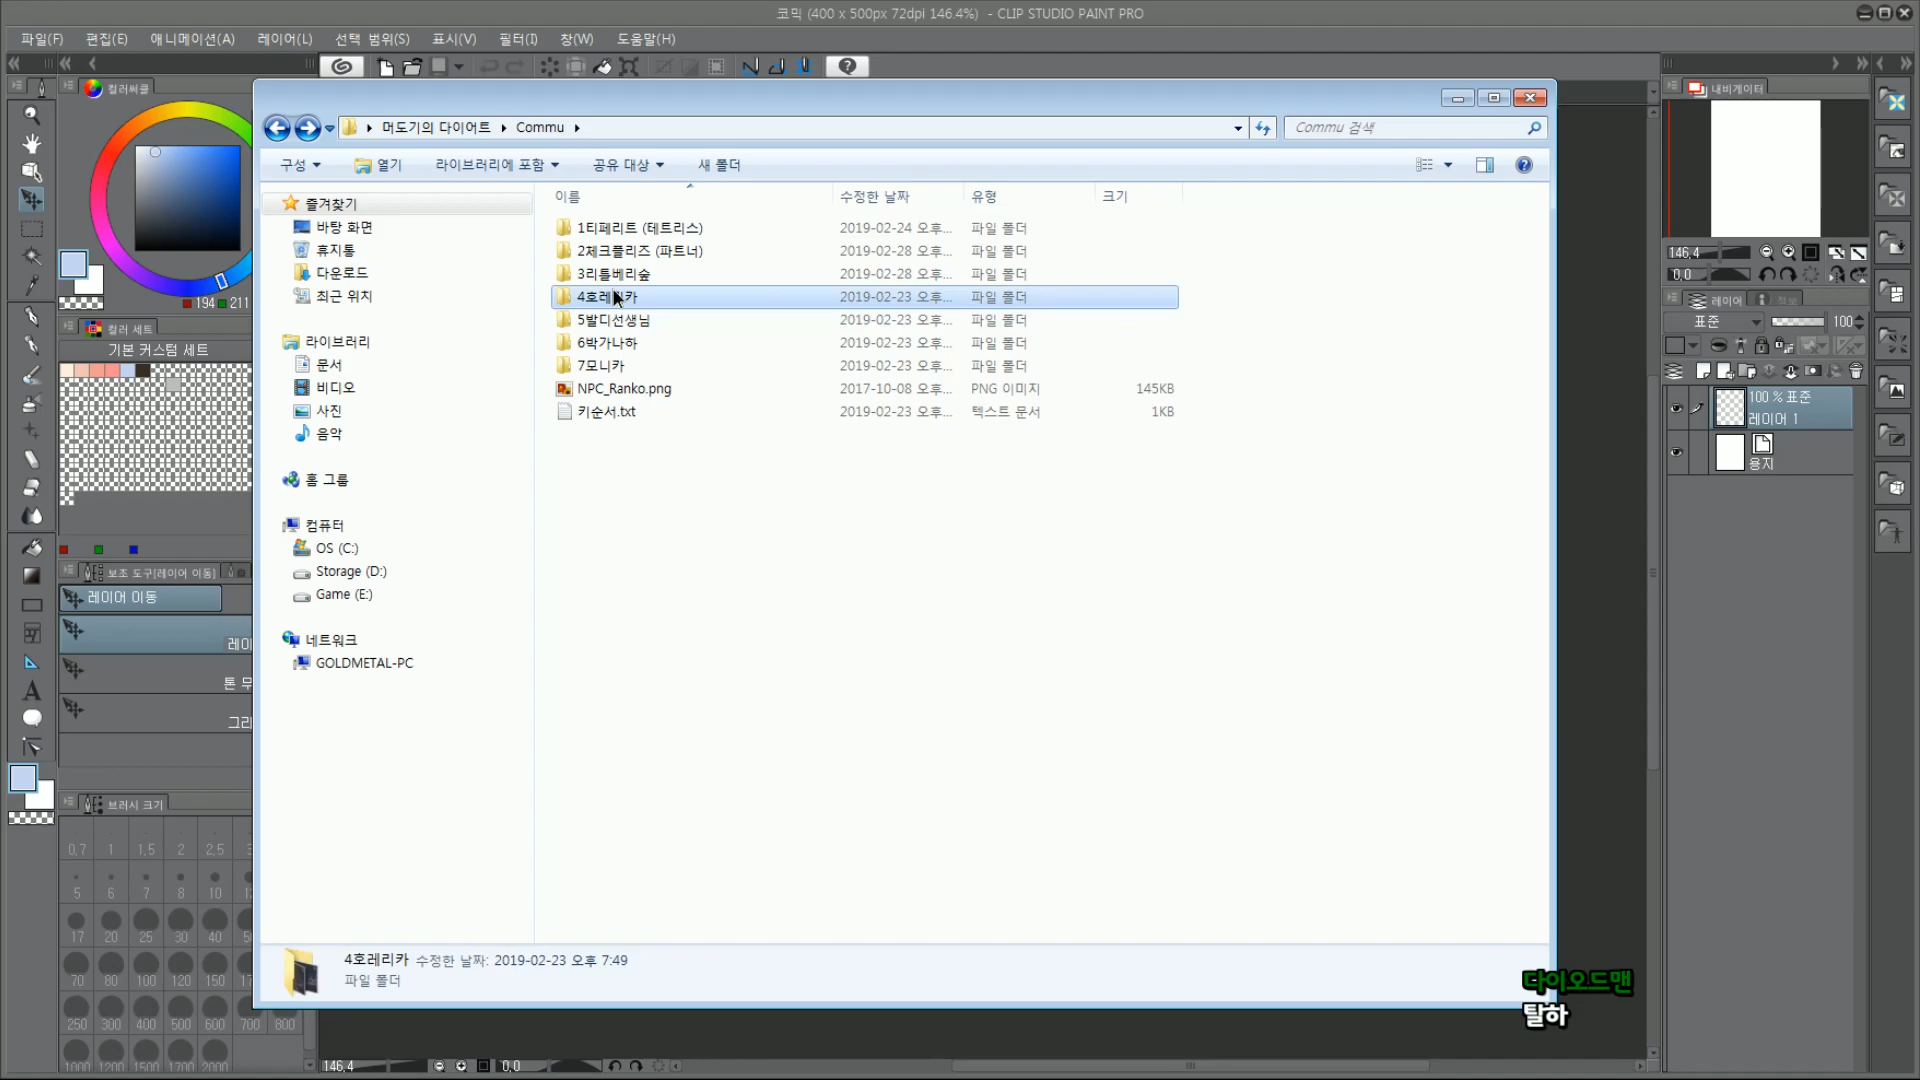 코믹 (400 x 500px 72dpi 146.4%)  - CLIP STUDIO PAINT PRO
파일(F) 편집(E) 애니메이션(A) 레이어(L) 선택 범위(S) 표시(V) 필터(I) 창(W) 도움말(H)
컬러써클
194 211
컬러 세트
기본 커스텀 세트
보조 도구[레이어 이동]
레이어 이동
레이
톤 무
그라
브러시 크기
0.7 1 1.5 2 2.5 3
5 6 7 8 10
17 20 25 30 40
70 80 100 120 150
250 300 400 500 600 700 800
1000 1200 1500 1700 2000
머도기의 다이어트 Commu
Commu 검색
구성 열기 라이브러리에 포함 공유 대상 새 폴더
즐겨찾기
바탕 화면
휴지통
다운로드
최근 위치
라이브러리
문서
비디오
사진
음악
홈 그룹
컴퓨터
OS (C:)
Storage (D:)
Game (E:)
네트워크
GOLDMETAL-PC
이름 수정한 날짜 유형 크기
1티페리트 (테트리스) 2019-02-24 오후... 파일 폴더
2체크플리즈 (파트너) 2019-02-28 오후... 파일 폴더
3리틀베리숲 2019-02-28 오후... 파일 폴더
4호레리카 2019-02-23 오후... 파일 폴더
5발디선생님 2019-02-23 오후... 파일 폴더
6박가나하 2019-02-23 오후... 파일 폴더
7모니카 2019-02-23 오후... 파일 폴더
NPC_Ranko.png 2017-10-08 오후... PNG 이미지 145KB
키순서.txt 2019-02-23 오후... 텍스트 문서 1KB
4호레리카 수정한 날짜: 2019-02-23 오후 7:49
파일 폴더
146.4 0.0
내비게이터
146.4
0.0
레이어 정보
표준 100
100 % 표준
레이어 1
용지
다이오드맨
탈하